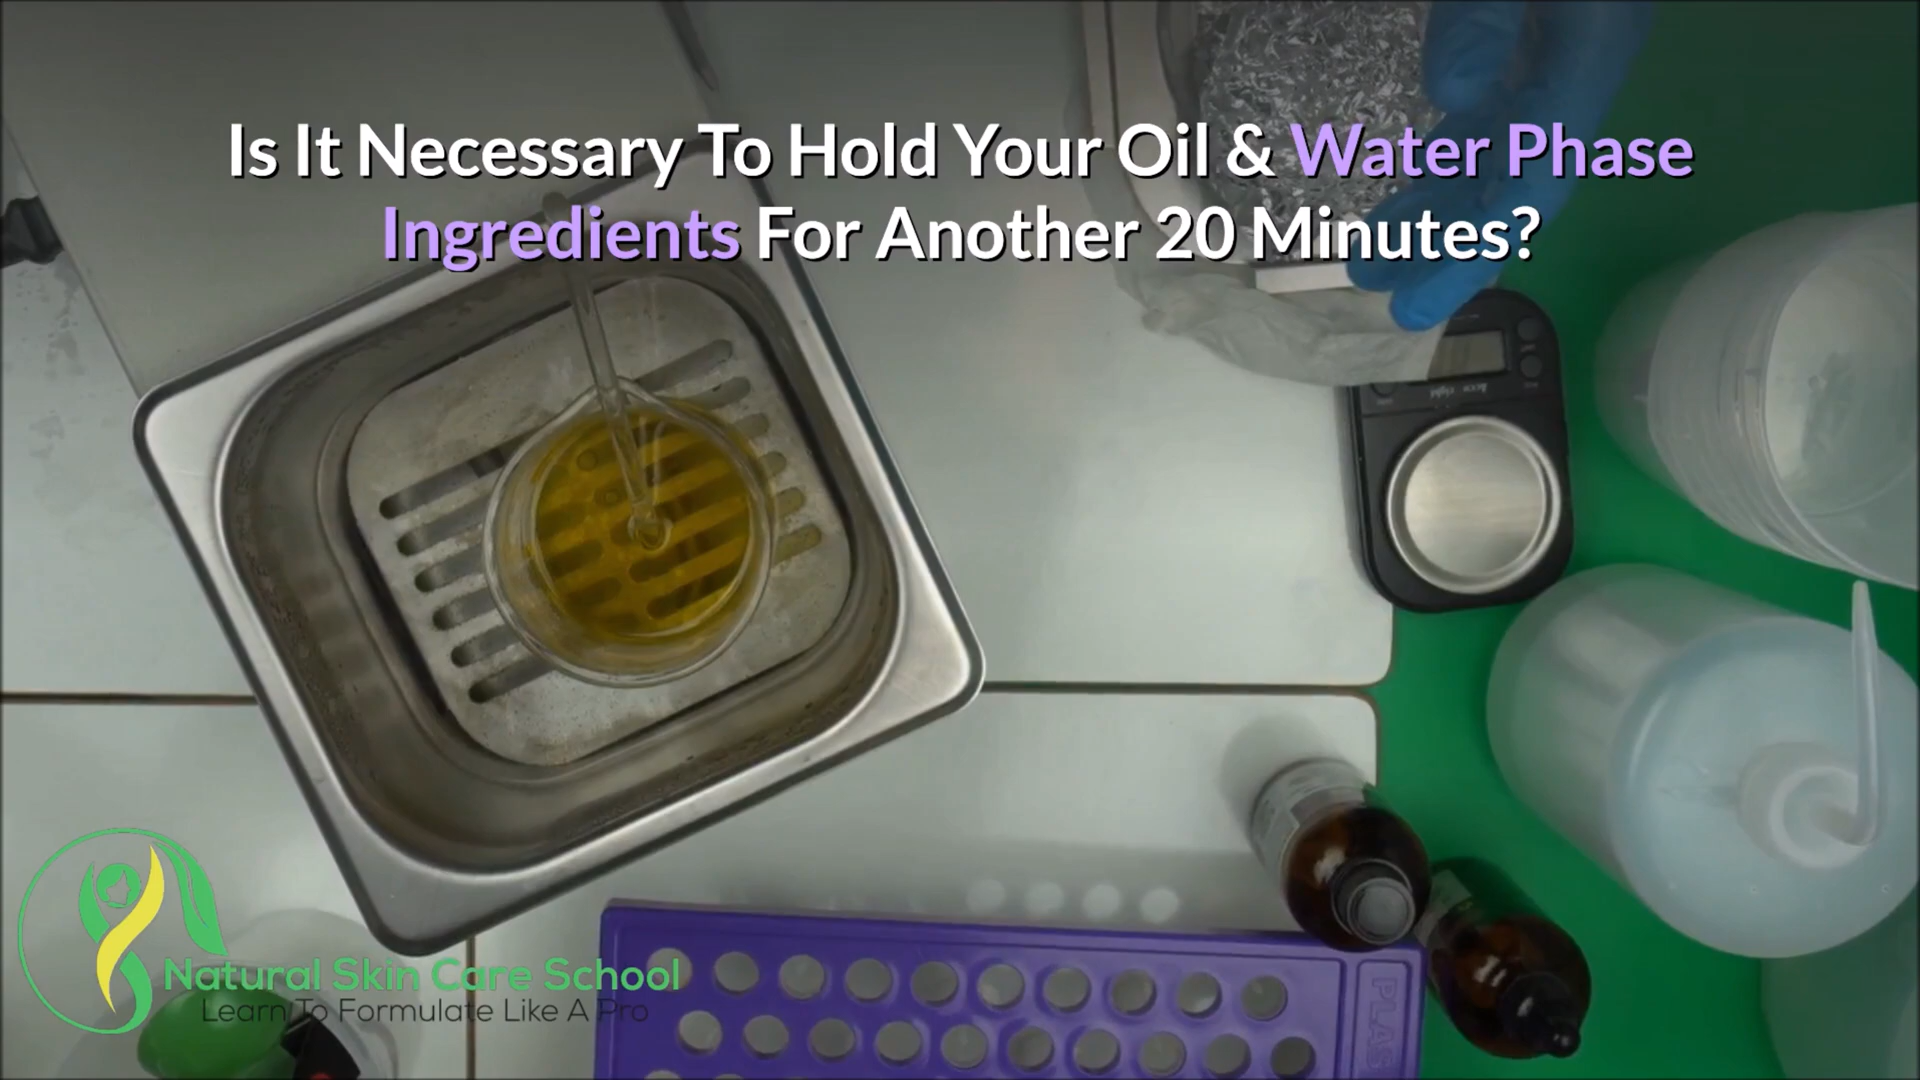 Is It Necessary To Hold Your Oil & Water Phase
Ingredients For Another 20 Minutes?
Natural Skin Care School
Learn To Formulate Like A Pro